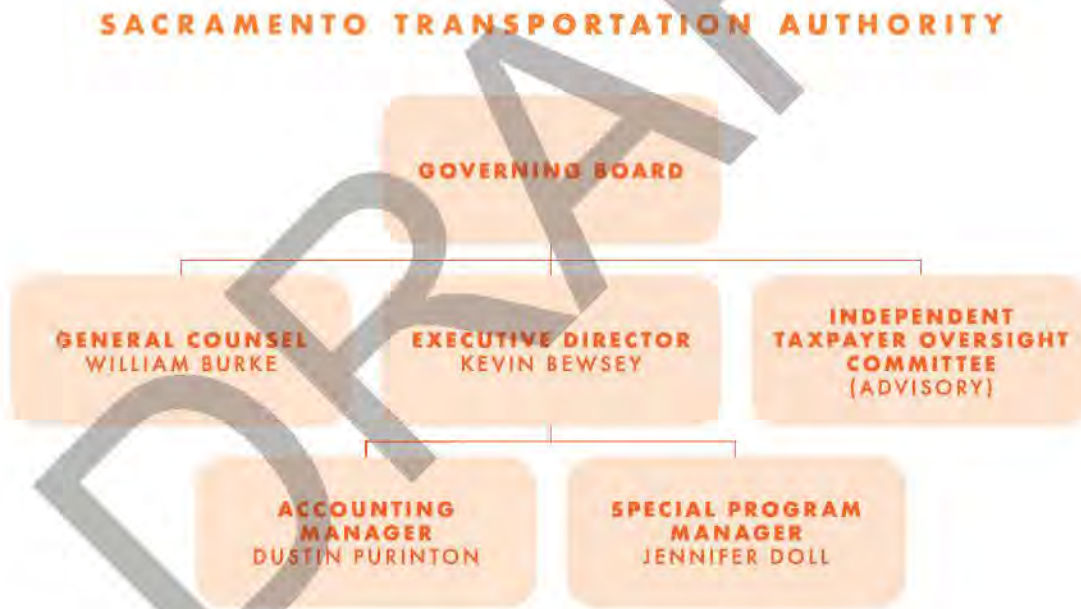 SACRAMENTO TRANSPORTATION AUTHORITY
GOVERNING BOARD
GENERAL COUNSEL
WILLIAM BURKE
EXECUTIVE DIRECTOR
KEVIN BEWSEY
INDEPENDENT
TAXPAYER OVERSIGHT
COMMITTEE
(ADVISORY)
ACCOUNTING
MANAGER
DUSTIN PURINTON
SPECIAL PROGRAM
MANAGER
JENNIFER DOLL